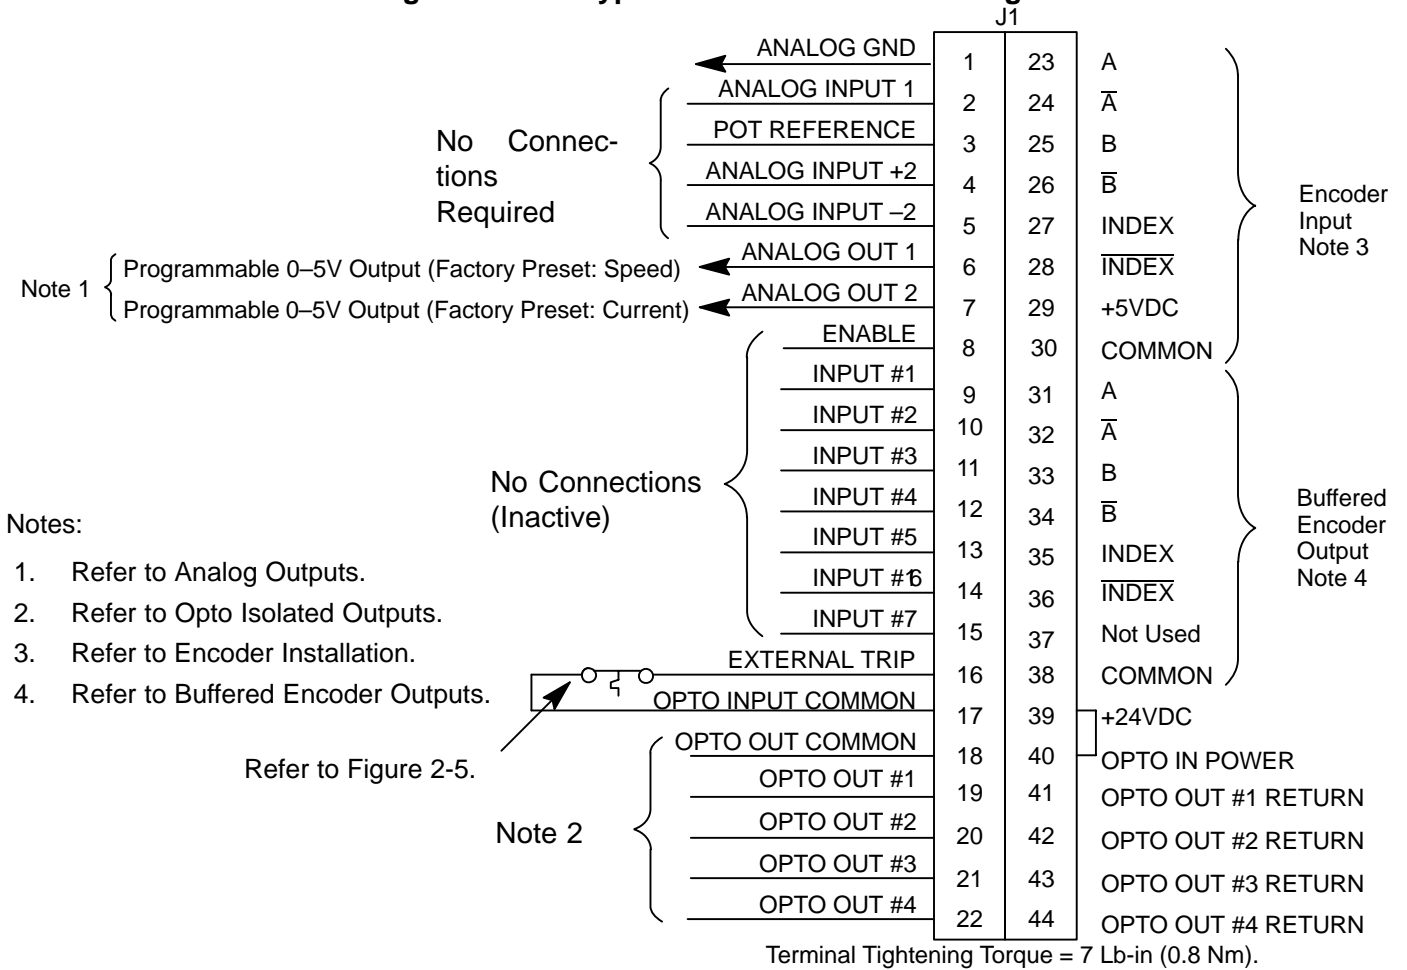 J1
ANALOG GND 1 23 A
ANALOG INPUT 1 2 24 A̅
POT REFERENCE 3 25 B
ANALOG INPUT +2 4 26 B̅
ANALOG INPUT –2 5 27 INDEX
No Connec-
tions
Required
ANALOG OUT 1 6 28 I̅N̅D̅E̅X̅
ANALOG OUT 2 7 29 +5VDC
Note 1
Programmable 0–5V Output (Factory Preset: Speed)
Programmable 0–5V Output (Factory Preset: Current)
ENABLE 8 30 COMMON
Encoder
Input
Note 3
INPUT #1 9 31 A
INPUT #2 10 32 A̅
INPUT #3 11 33 B
INPUT #4 12 34 B̅
INPUT #5 13 35 INDEX
INPUT #16 14 36 I̅N̅D̅E̅X̅
INPUT #7 15 37 Not Used
No Connections
(Inactive)
EXTERNAL TRIP 16 38 COMMON
Buffered
Encoder
Output
Note 4
OPTO INPUT COMMON 17 39 +24VDC
Refer to Figure 2-5.
OPTO OUT COMMON 18 40 OPTO IN POWER
OPTO OUT #1 19 41 OPTO OUT #1 RETURN
OPTO OUT #2 20 42 OPTO OUT #2 RETURN
OPTO OUT #3 21 43 OPTO OUT #3 RETURN
OPTO OUT #4 22 44 OPTO OUT #4 RETURN
Note 2
Notes:
1. Refer to Analog Outputs.
2. Refer to Opto Isolated Outputs.
3. Refer to Encoder Installation.
4. Refer to Buffered Encoder Outputs.
Terminal Tightening Torque = 7 Lb-in (0.8 Nm).